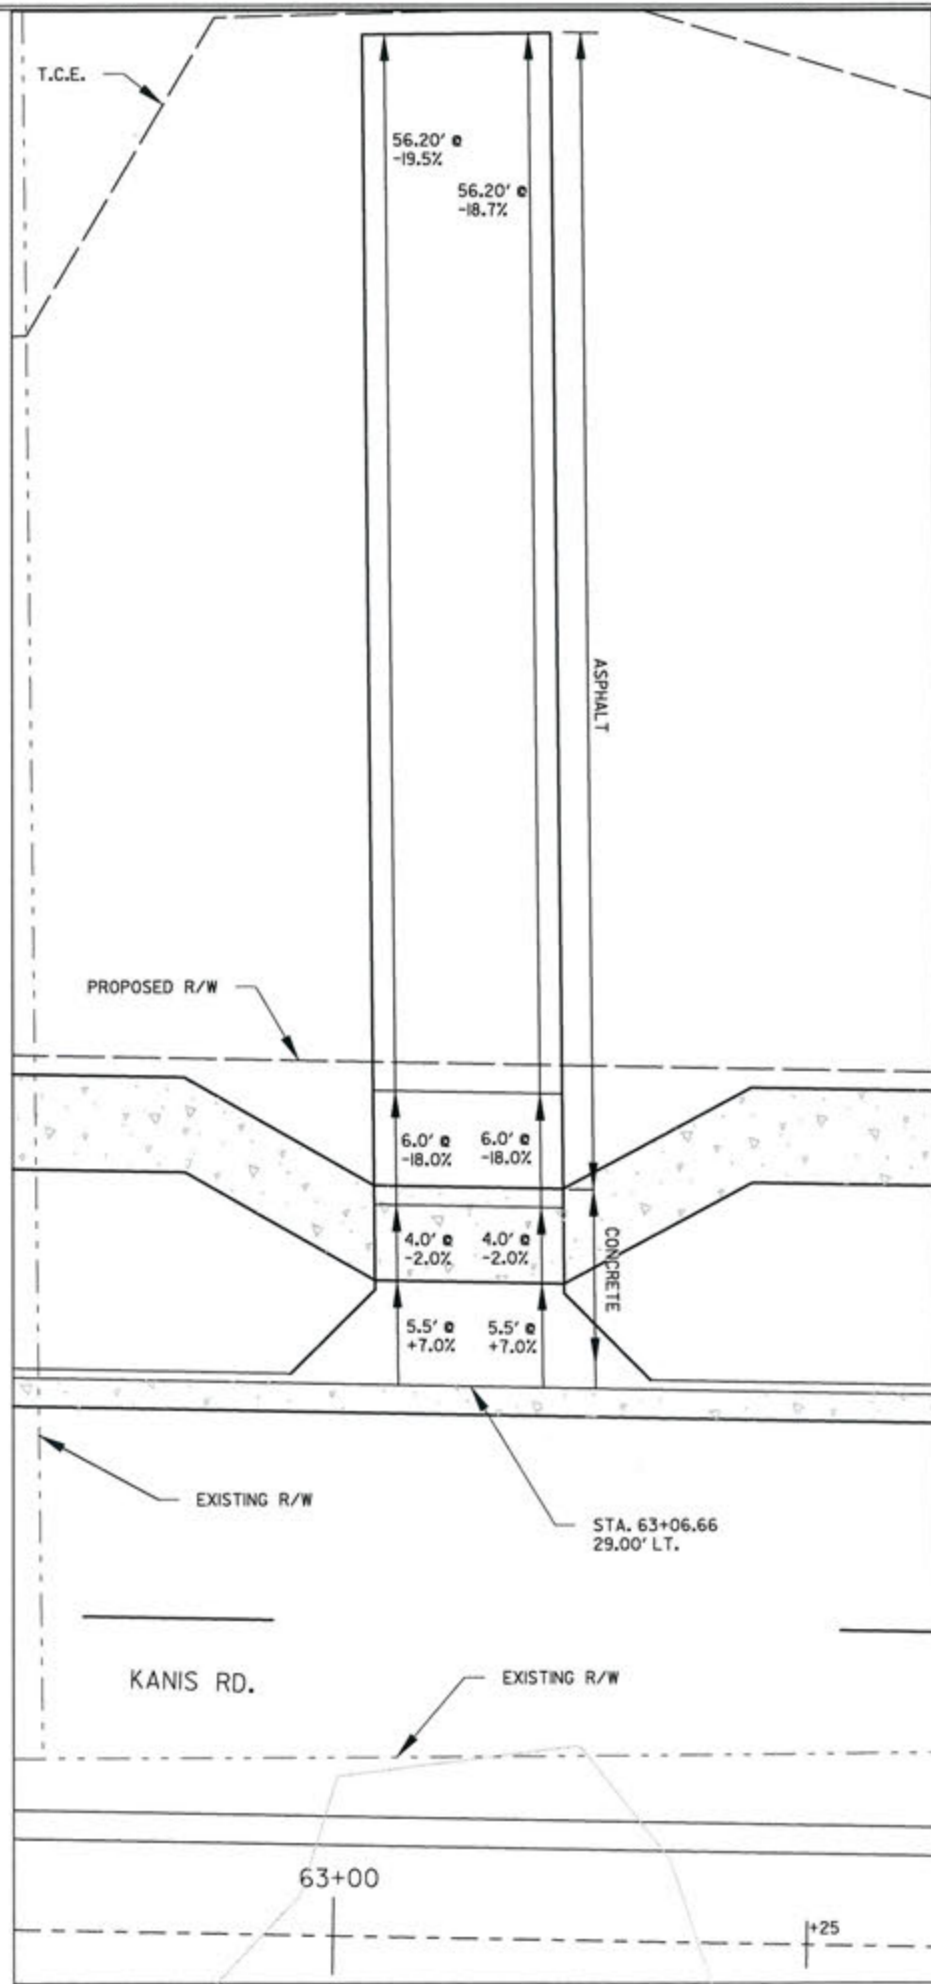 T.C.E.
56.20' @
-19.5%
56.20' @
-18.7%
ASPHALT
PROPOSED R/W
6.0' @
-18.0%
6.0' @
-18.0%
4.0' @
-2.0%
4.0' @
-2.0%
CONCRETE
5.5' @
+7.0%
5.5' @
+7.0%
EXISTING R/W
STA. 63+06.66
29.00' LT.
KANIS RD.
EXISTING R/W
63+00
+25